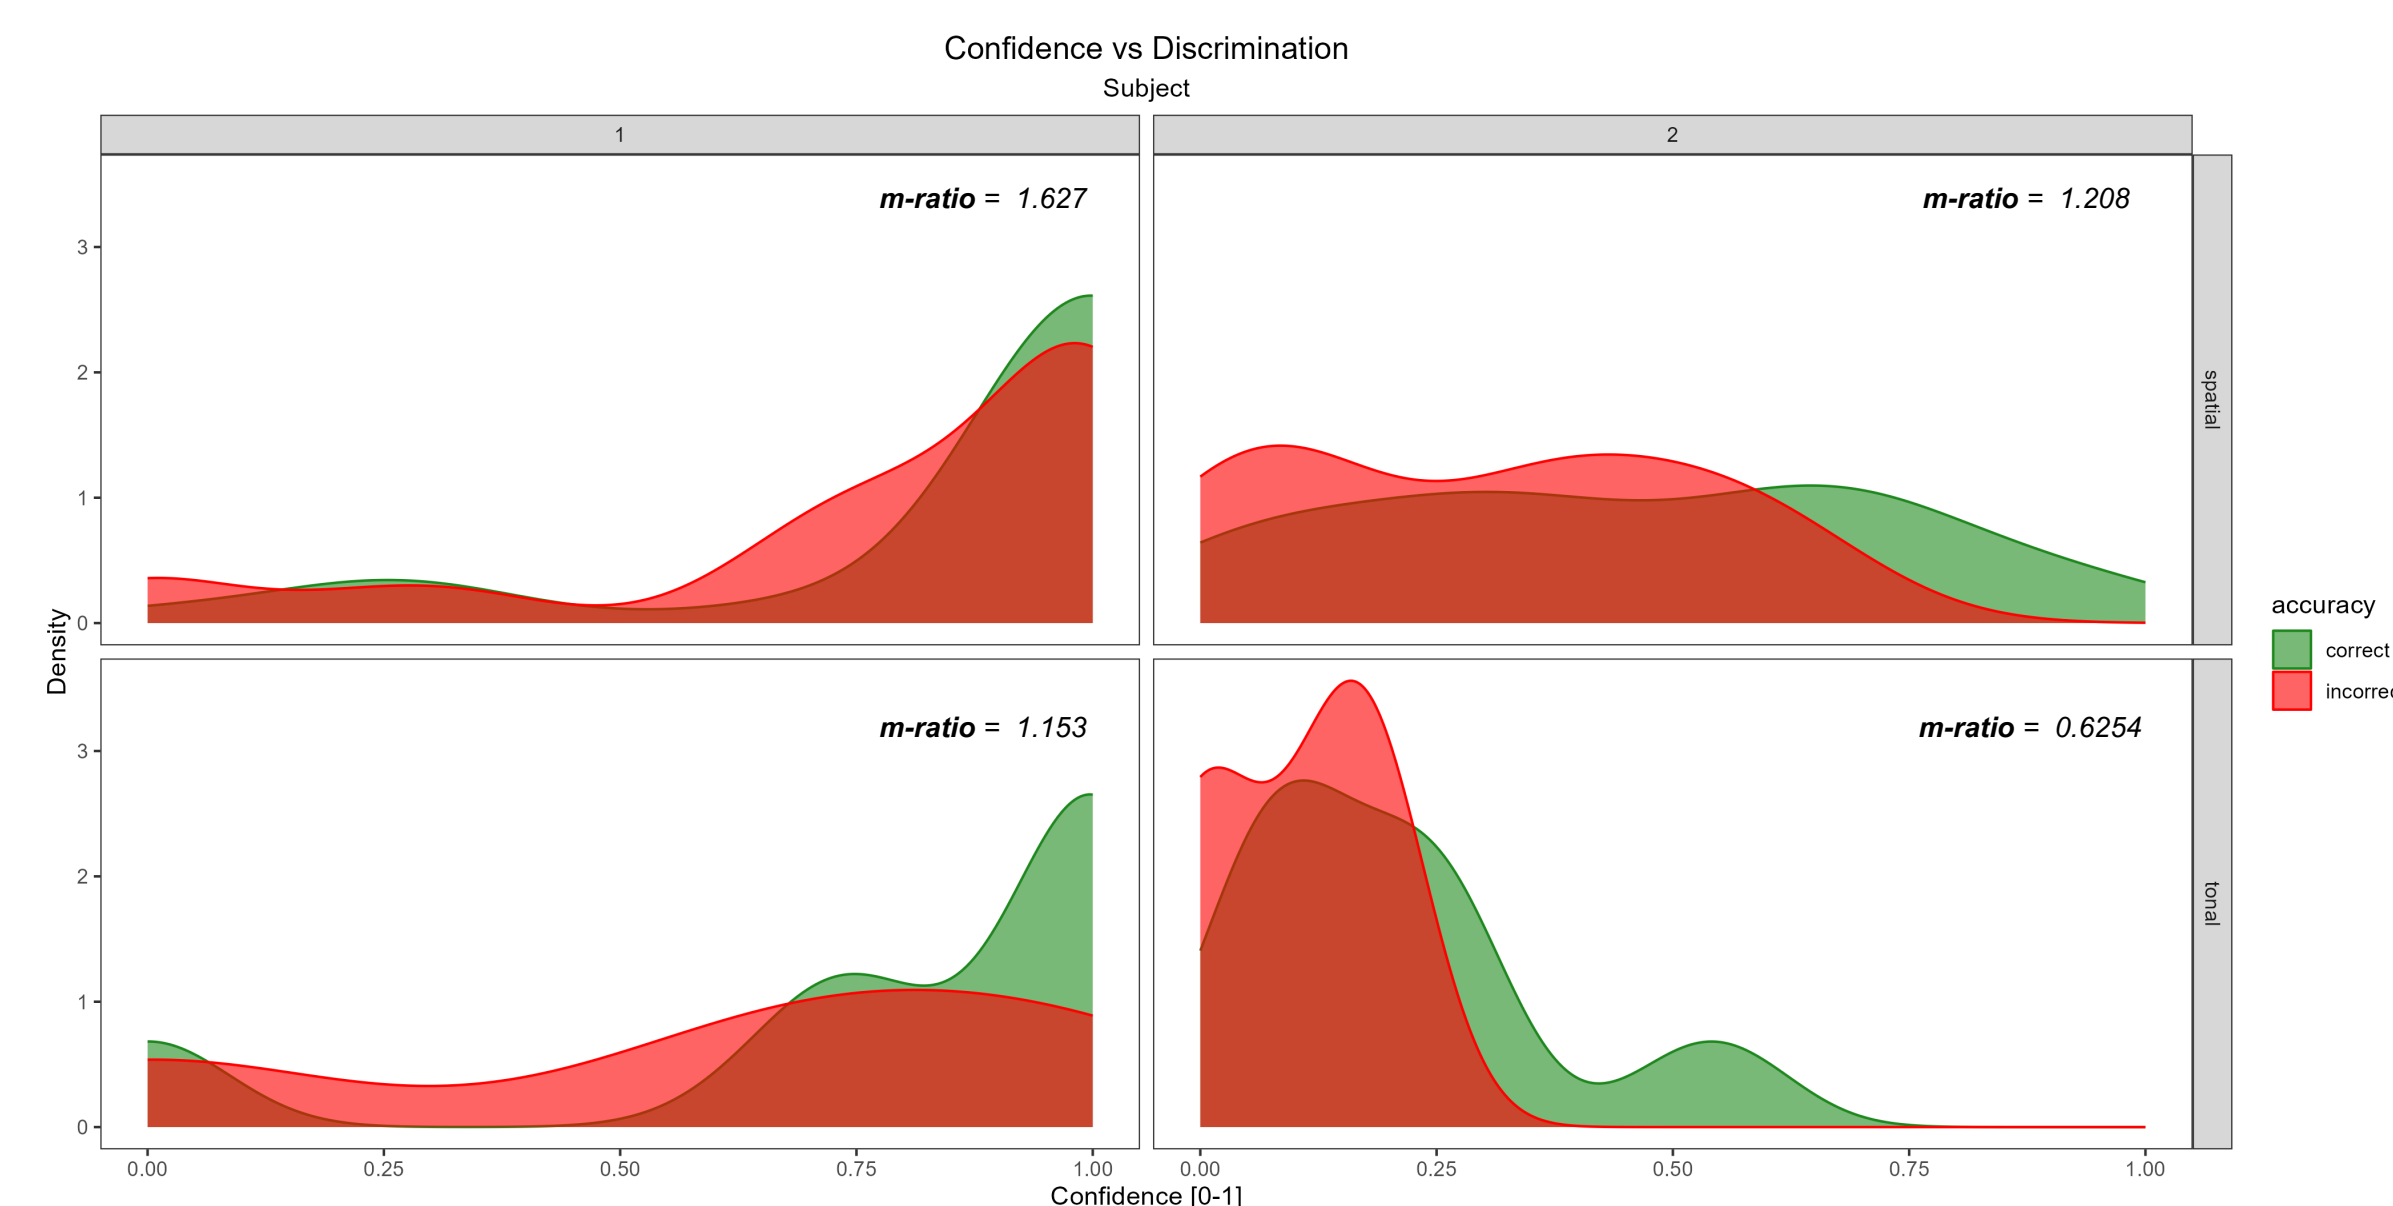 Confidence vs Discrimination
Subject
1
2
m-ratio = 1.627
m-ratio = 1.208
3
2
1
0
spatial
Density
m-ratio = 1.153
m-ratio = 0.6254
3
2
1
0
tonal
0.00 0.25 0.50 0.75 1.00
0.00 0.25 0.50 0.75 1.00
Confidence [0-1]
accuracy
correct